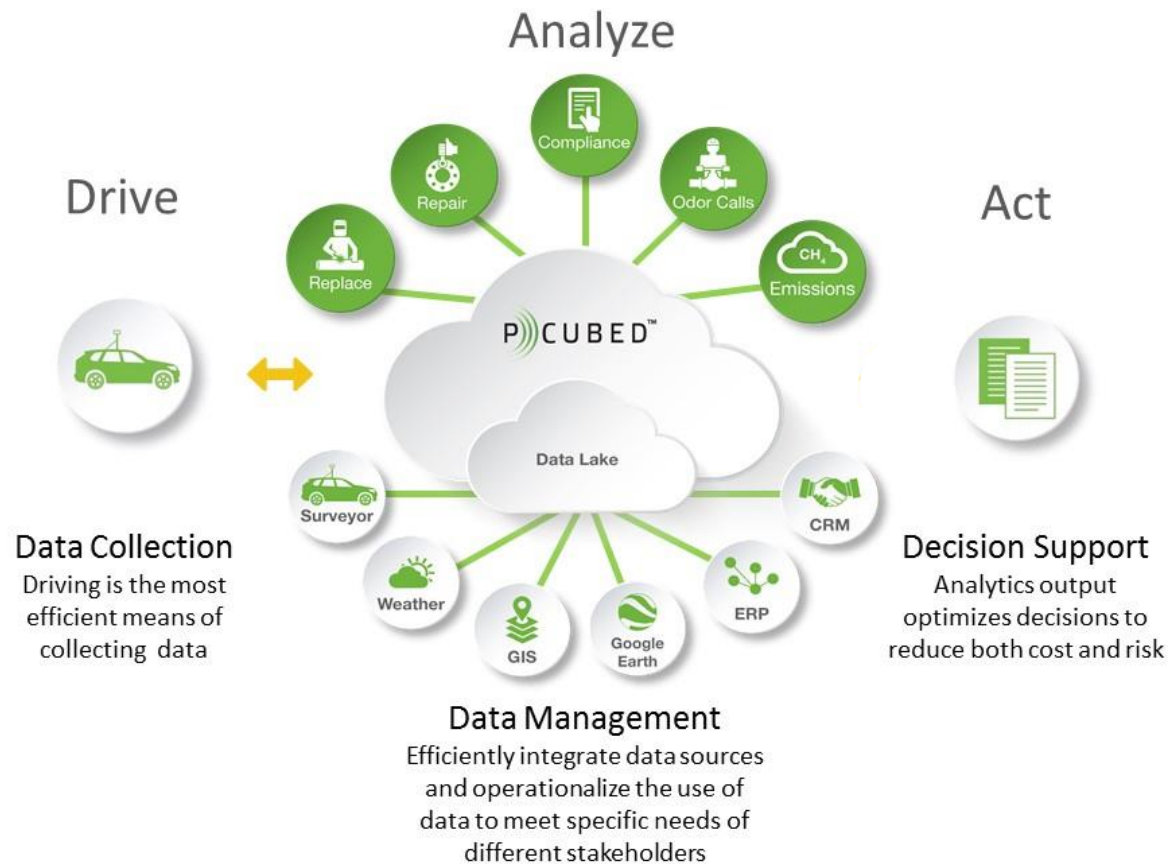 Analyze
Drive
Act
Compliance
Repair
Odor Calls
Replace
CH₄
Emissions
P CUBED™
Data Lake
Surveyor
Weather
GIS
Google
Earth
ERP
CRM
Data Collection
Driving is the most
efficient means of
collecting data
Data Management
Efficiently integrate data sources
and operationalize the use of
data to meet specific needs of
different stakeholders
Decision Support
Analytics output
optimizes decisions to
reduce both cost and risk